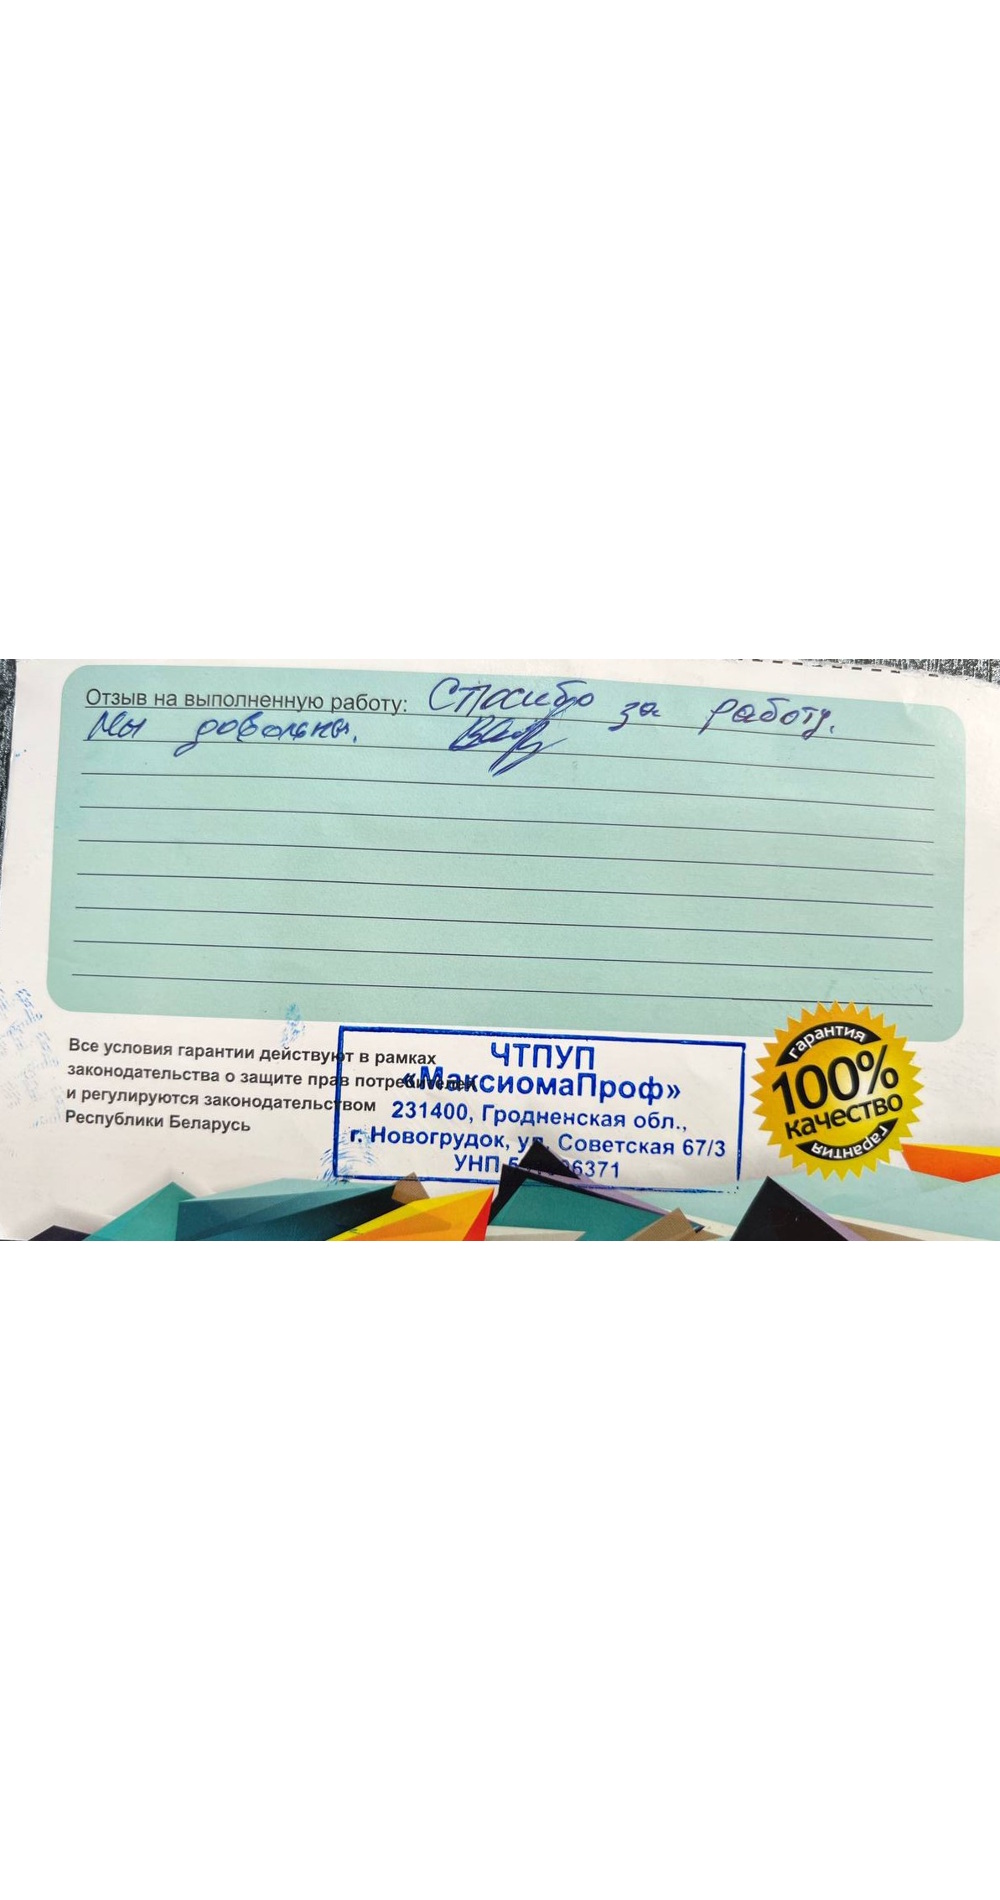 Отзыв на выполненную работу: Спасибо за работу.
Мы довольны.
Все условия гарантии действуют в рамках
законодательства о защите прав потребителей
и регулируются законодательством
Республики Беларусь
ЧТПУП
«МаксиомаПроф»
231400, Гродненская обл.,
г. Новогрудок, ул. Советская 67/3
УНП
гарантия
100%
качество
гарантия